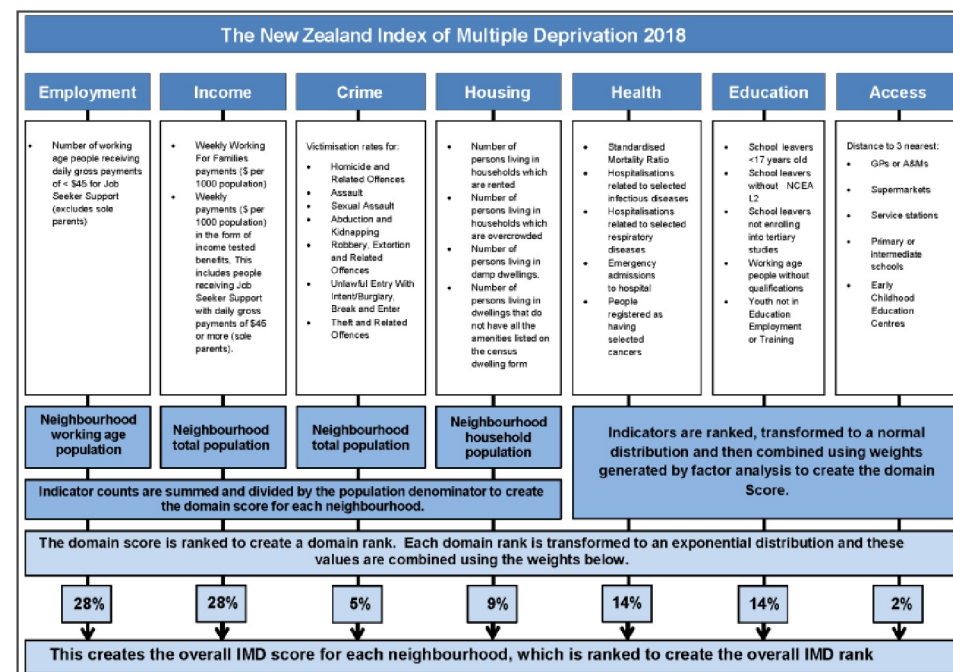 The New Zealand Index of Multiple Deprivation 2018
Employment
Income
Crime
Housing
Health
Education
Access
Number of working
age people receiving
daily gross payments
of < $45 for Job
Seeker Support
(excludes sole
parents)
Weekly Working
For Families
payments ($ per
1000 population)
Weekly
payments ($ per
1000 population)
in the form of
income tested
benefits. This
includes people
receiving Job
Seeker Support
with daily gross
payments of $45
or more (sole
parents).
Victimisation rates for:
Homicide and
Related Offences
Assault
Sexual Assault
Abduction and
Kidnapping
Robbery, Extortion
and Related
Offences
Unlawful Entry With
Intent/Burglary,
Break and Enter
Theft and Related
Offences
Number of
persons living in
households which
are rented
Number of
persons living in
households which
are overcrowded
Number of
persons living in
damp dwellings.
Number of
persons living in
dwellings that do
not have all the
amenities listed on
the census
dwelling form
Standardised
Mortality Ratio
Hospitalisations
related to selected
infectious diseases
Hospitalisations
related to selected
respiratory
diseases
Emergency
admissions
to hospital
People
registered as
having
selected
cancers
School leavers
<17 years old
School leavers
without NCEA
L2
School leavers
not enrolling
into tertiary
studies
Working age
people without
qualifications
Youth not in
Education
Employment
or Training
Distance to 3 nearest:
GPs or A&Ms
Supermarkets
Service stations
Primary or
intermediate
schools
Early
Childhood
Education
Centres
Neighbourhood
working age
population
Neighbourhood
total population
Neighbourhood
total population
Neighbourhood
household
population
Indicators are ranked, transformed to a normal
distribution and then combined using weights
generated by factor analysis to create the domain
Score.
Indicator counts are summed and divided by the population denominator to create
the domain score for each neighbourhood.
The domain score is ranked to create a domain rank. Each domain rank is transformed to an exponential distribution and these
values are combined using the weights below.
28%
28%
5%
9%
14%
14%
2%
This creates the overall IMD score for each neighbourhood, which is ranked to create the overall IMD rank